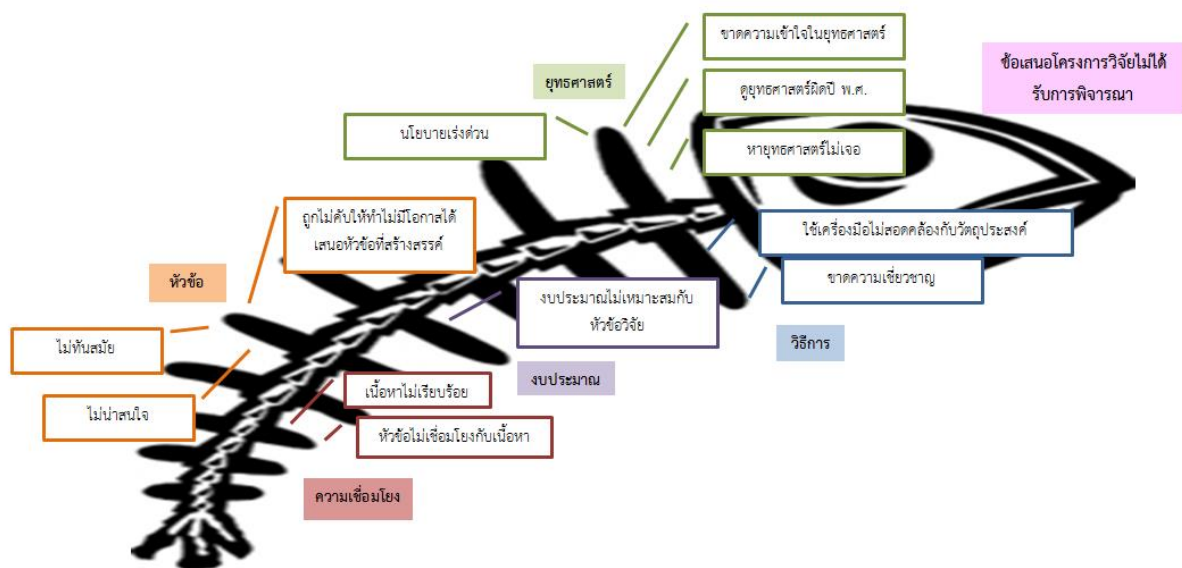 ขาดความเข้าใจในยุทธศาสตร์
ข้อเสนอโครงการวิจัยไม่ได้
รับการพิจารณา
ยุทธศาสตร์
ดูยุทธศาสตร์ผิดปี พ.ศ.
นโยบายเร่งด่วน
หายุทธศาสตร์ไม่เจอ
ถูกไม่คับให้ทำไม่มีโอกาสได้
เสนอหัวข้อที่สร้างสรรค์
ใช้เครื่องมือไม่สอดคล้องกับวัตถุประสงค์
หัวข้อ
ขาดความเชี่ยวชาญ
งบประมาณไม่เหมาะสมกับ
หัวข้อวิจัย
วิธีการ
ไม่ทันสมัย
งบประมาณ
เนื้อหาไม่เรียบร้อย
ไม่น่าสนใจ
หัวข้อไม่เชื่อมโยงกับเนื้อหา
ความเชื่อมโยง